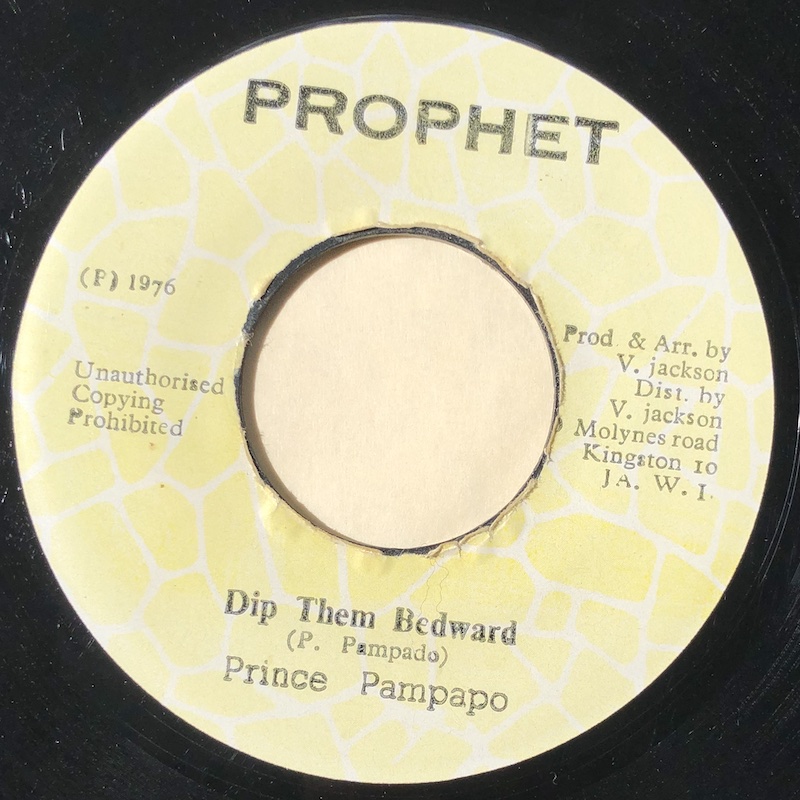 PROPHET
(P) 1976
Unauthorised
Copying
Prohibited
Prod. & Arr. by
V. jackson
Dist. by
V. jackson
Molynes road
Kingston 10
JA. W. I.
Dip Them Bedward
(P. Pampado)
Prince Pampapo